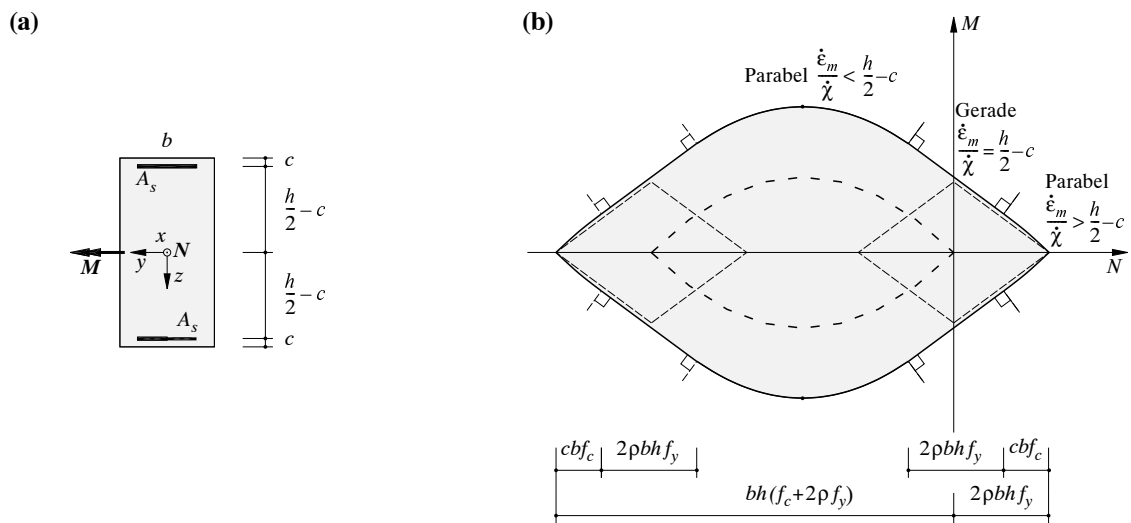 (a)
b
A_s
x
N
M
y
z
A_s
c
h/2 – c
h/2 – c
c
(b)
M
Parabel ε̇_m/χ̇ < h/2 – c
Gerade
ε̇_m/χ̇ = h/2 – c
Parabel
ε̇_m/χ̇ > h/2 – c
N
cbf_c
2ρbhf_y
2ρbhf_y
cbf_c
bh(f_c+2ρf_y)
2ρbhf_y